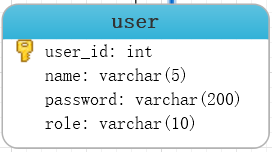 user
user_id: int
name: varchar(5)
password: varchar(200)
role: varchar(10)